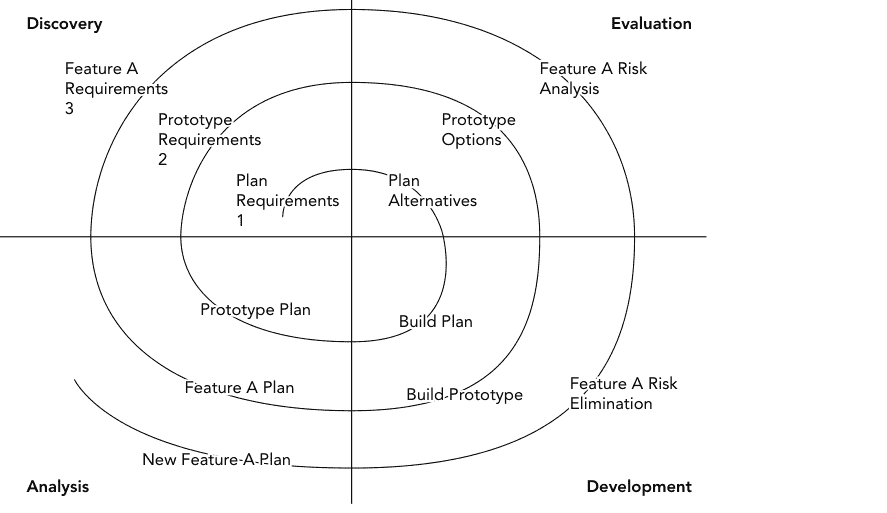 Discovery
Evaluation
Feature A
Requirements
3
Feature A Risk
Analysis
Prototype
Requirements
2
Prototype
Options
Plan
Requirements
1
Plan
Alternatives
Prototype Plan
Build Plan
Feature A Plan
Build Prototype
Feature A Risk
Elimination
New Feature A Plan
Analysis
Development